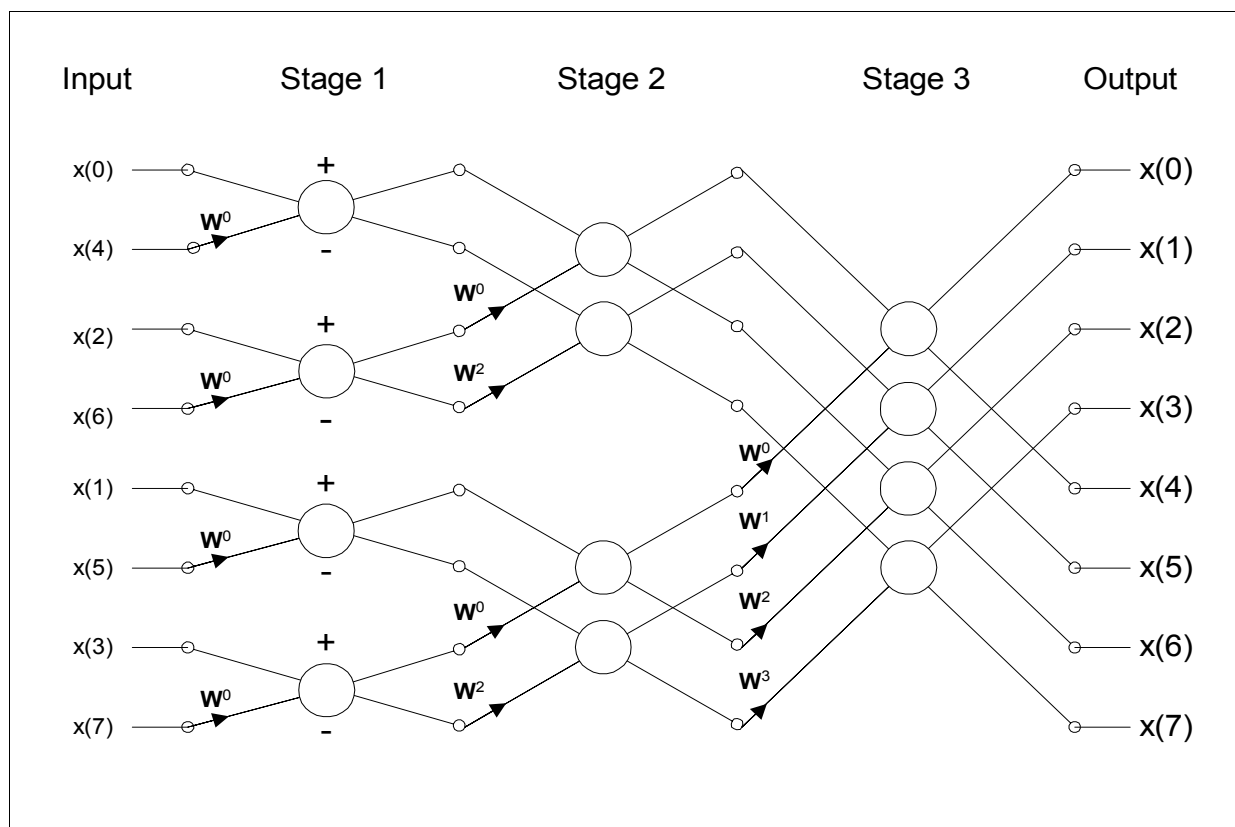 Input Stage 1 Stage 2 Stage 3 Output
x(0) + x(0)
W⁰
x(4) - x(1)
W⁰
x(2) + x(2)
W⁰ W²
x(6) - x(3)
W⁰
x(1) + x(4)
W⁰ W¹
x(5) - x(5)
W⁰ W²
x(3) + x(6)
W⁰ W² W³
x(7) - x(7)